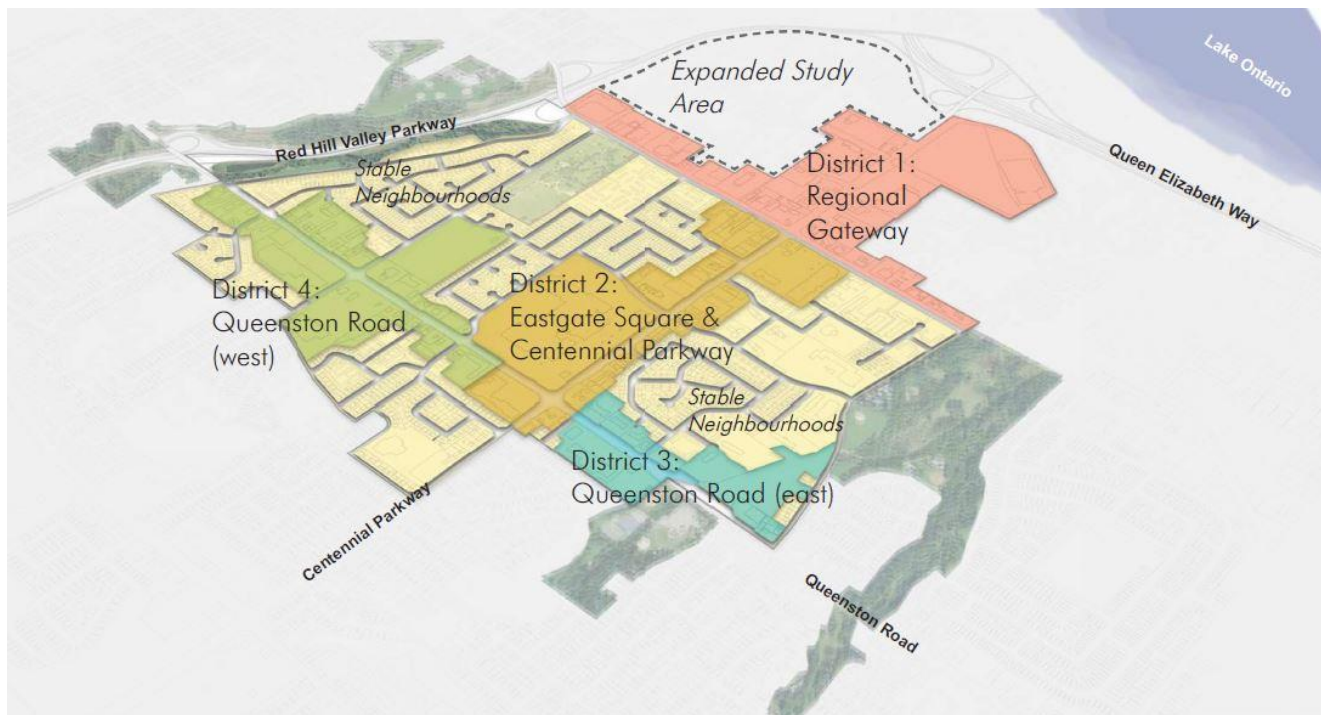 Lake Ontario
Expanded Study
Area
Red Hill Valley Parkway
Queen Elizabeth Way
Stable
Neighbourhoods
District 1:
Regional
Gateway
District 4:
Queenston Road
(west)
District 2:
Eastgate Square &
Centennial Parkway
Stable
Neighbourhoods
District 3:
Queenston Road (east)
Centennial Parkway
Queenston Road